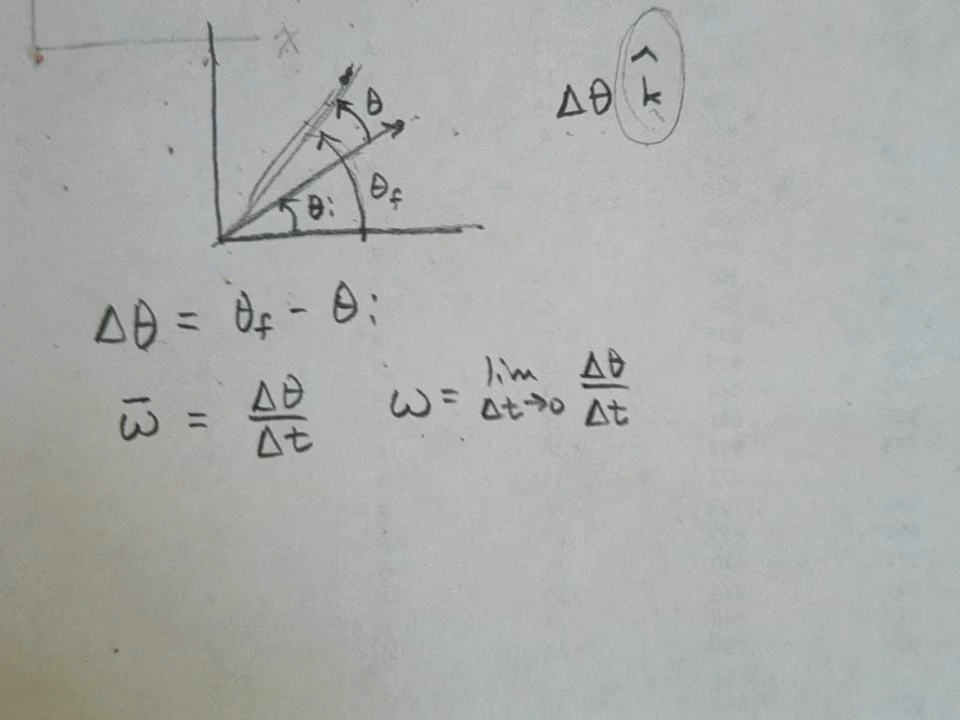 x
Δθ k̂
θ
θf
θi
Δθ = θf - θi
ω̄ = Δθ/Δt ω = lim Δt→0 Δθ/Δt